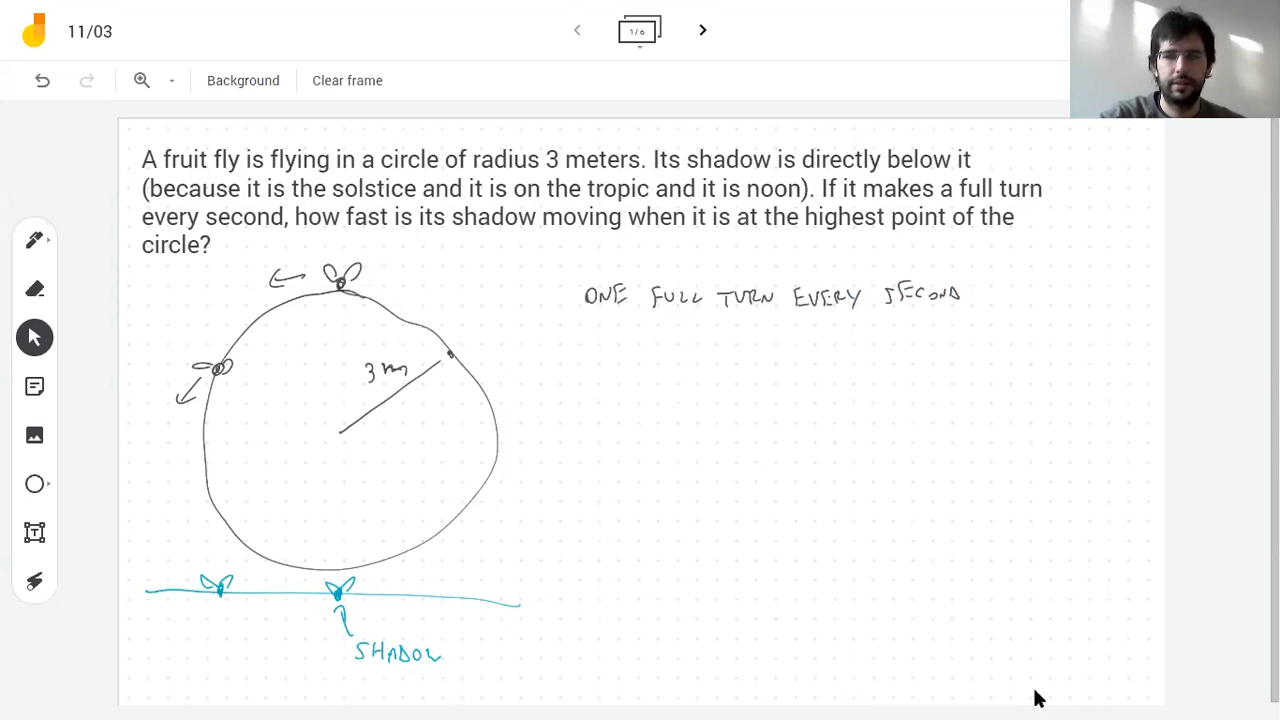 11/03
1/6
Background
Clear frame
A fruit fly is flying in a circle of radius 3 meters. Its shadow is directly below it
(because it is the solstice and it is on the tropic and it is noon). If it makes a full turn
every second, how fast is its shadow moving when it is at the highest point of the
circle?
ONE FULL TURN EVERY SECOND
3 m
SHADOW